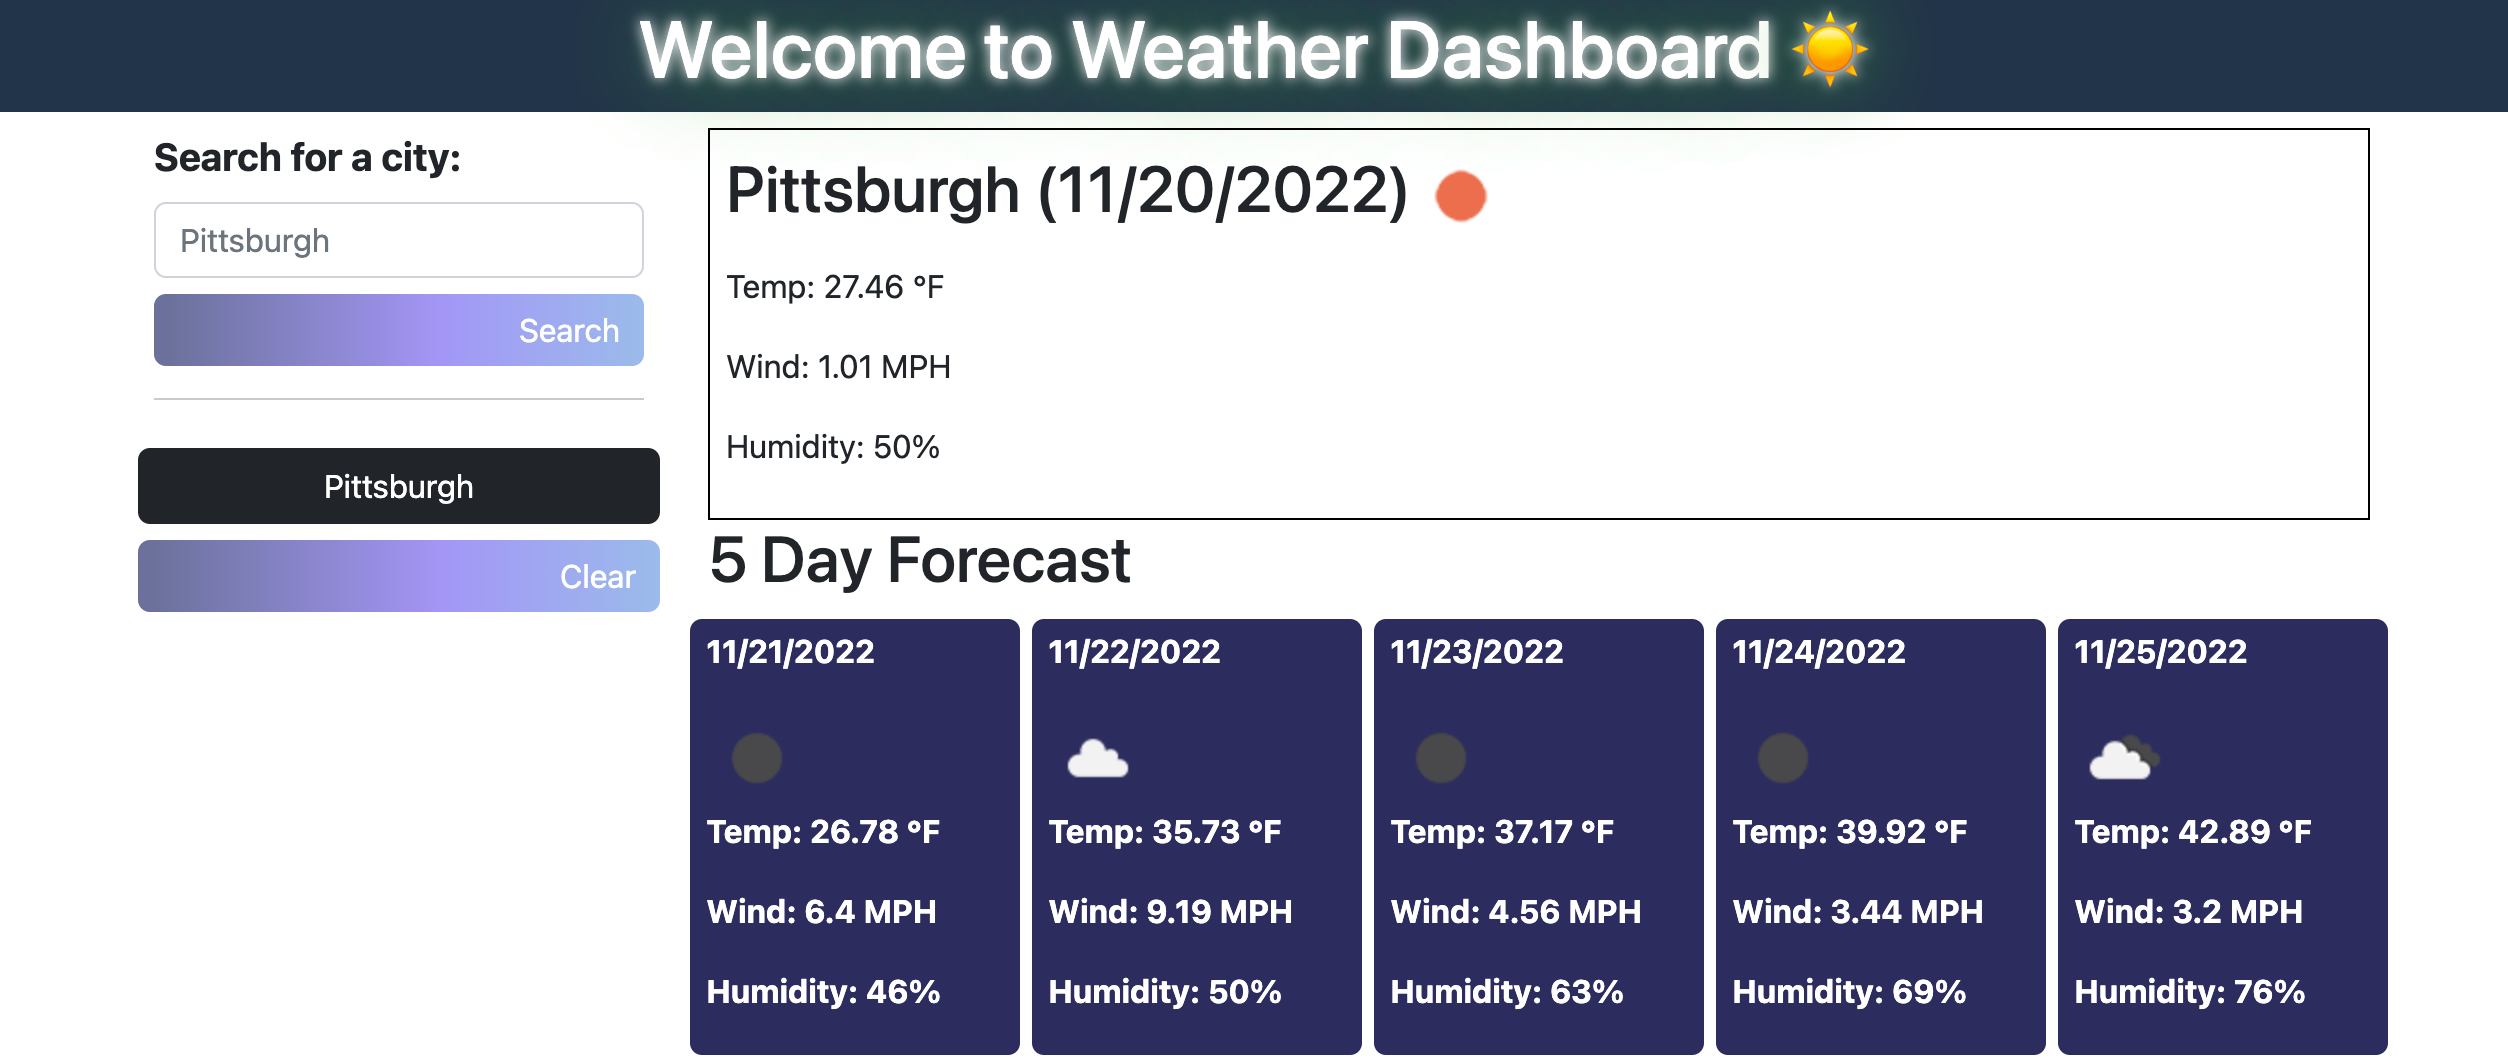 Welcome to Weather Dashboard
Search for a city:
Pittsburgh
Search
Pittsburgh
Clear
Pittsburgh (11/20/2022)
Temp: 27.46 °F
Wind: 1.01 MPH
Humidity: 50%
5 Day Forecast
11/21/2022
Temp: 26.78 °F
Wind: 6.4 MPH
Humidity: 46%
11/22/2022
Temp: 35.73 °F
Wind: 9.19 MPH
Humidity: 50%
11/23/2022
Temp: 37.17 °F
Wind: 4.56 MPH
Humidity: 63%
11/24/2022
Temp: 39.92 °F
Wind: 3.44 MPH
Humidity: 69%
11/25/2022
Temp: 42.89 °F
Wind: 3.2 MPH
Humidity: 76%